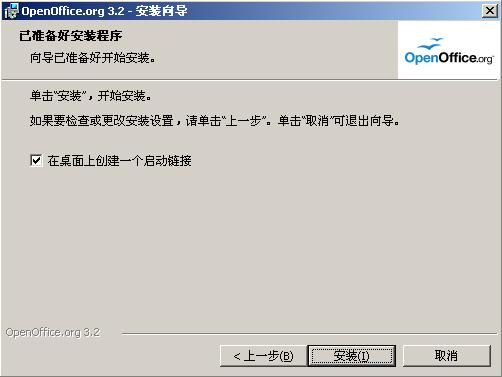 OpenOffice.org 3.2 - 安装向导
已准备好安装程序
向导已准备好开始安装。
OpenOffice.org
单击“安装”，开始安装。
如果要检查或更改安装设置，请单击“上一步”。单击“取消”可退出向导。
在桌面上创建一个启动链接
OpenOffice.org 3.2
< 上一步(B) 安装(I) 取消